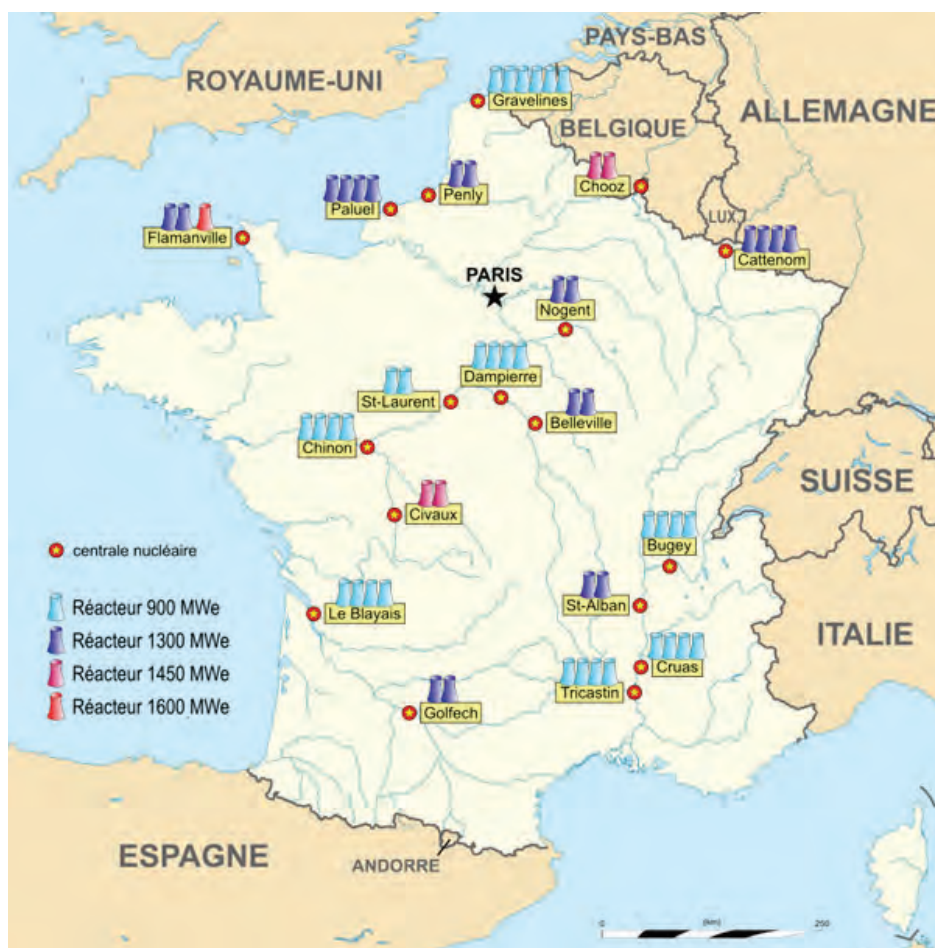 PAYS-BAS
ROYAUME-UNI
ALLEMAGNE
Gravelines
BELGIQUE
Chooz
Penly
Paluel
LUX
Flamanville
Cattenom
PARIS
Nogent
Dampierre
St-Laurent
Belleville
Chinon
SUISSE
Civaux
Bugey
centrale nucléaire
St-Alban
Le Blayais
Réacteur 900 MWe
ITALIE
Réacteur 1300 MWe
Cruas
Réacteur 1450 MWe
Tricastin
Réacteur 1600 MWe
Golfech
ESPAGNE
ANDORRE
0 (km) 250